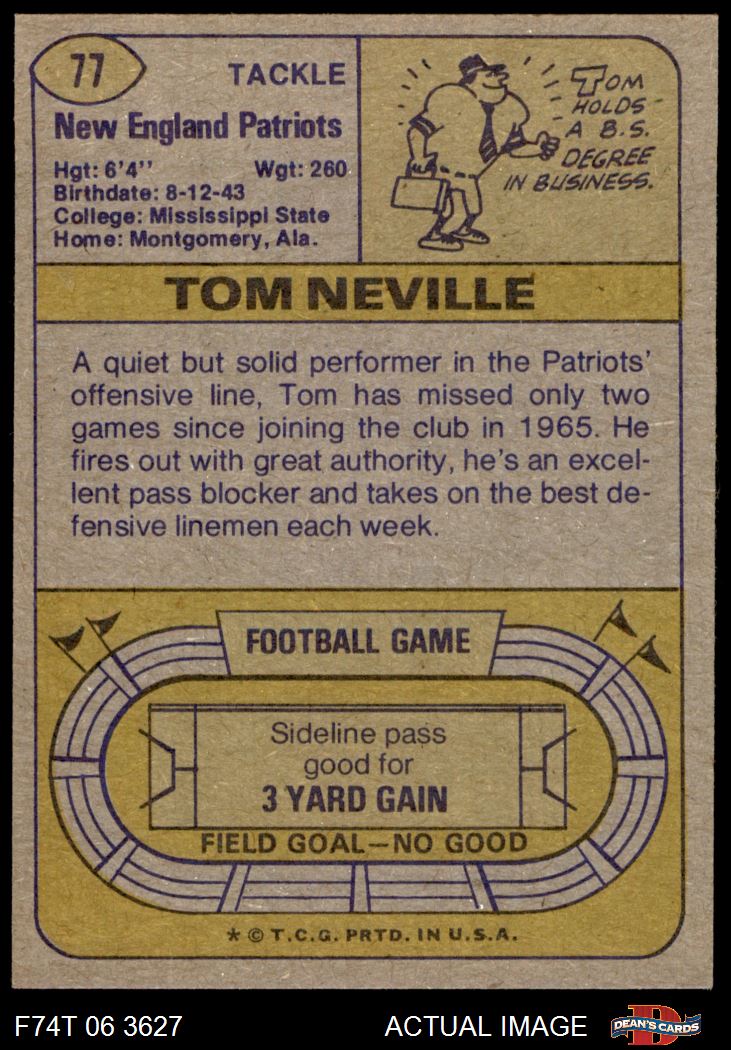 77
TACKLE
New England Patriots
Hgt: 6'4" Wgt: 260
Birthdate: 8-12-43
College: Mississippi State
Home: Montgomery, Ala.
TOM
HOLDS
A B.S.
DEGREE
IN BUSINESS.
TOM NEVILLE
A quiet but solid performer in the Patriots'
offensive line, Tom has missed only two
games since joining the club in 1965. He
fires out with great authority, he's an excel-
lent pass blocker and takes on the best de-
fensive linemen each week.
FOOTBALL GAME
Sideline pass
good for
3 YARD GAIN
FIELD GOAL—NO GOOD
* © T.C.G. PRTD. IN U.S.A.
F74T 06 3627 ACTUAL IMAGE
D
DEAN'S CARDS